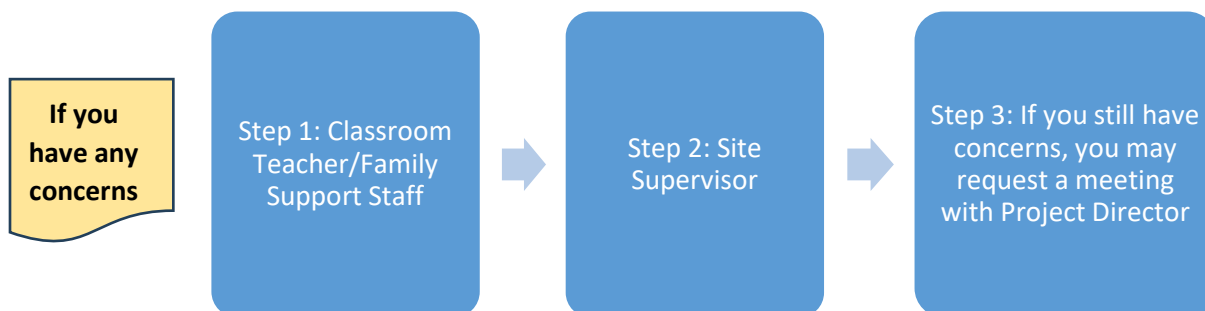 If you
have any
concerns
Step 1: Classroom
Teacher/Family
Support Staff
Step 2: Site
Supervisor
Step 3: If you still have
concerns, you may
request a meeting
with Project Director